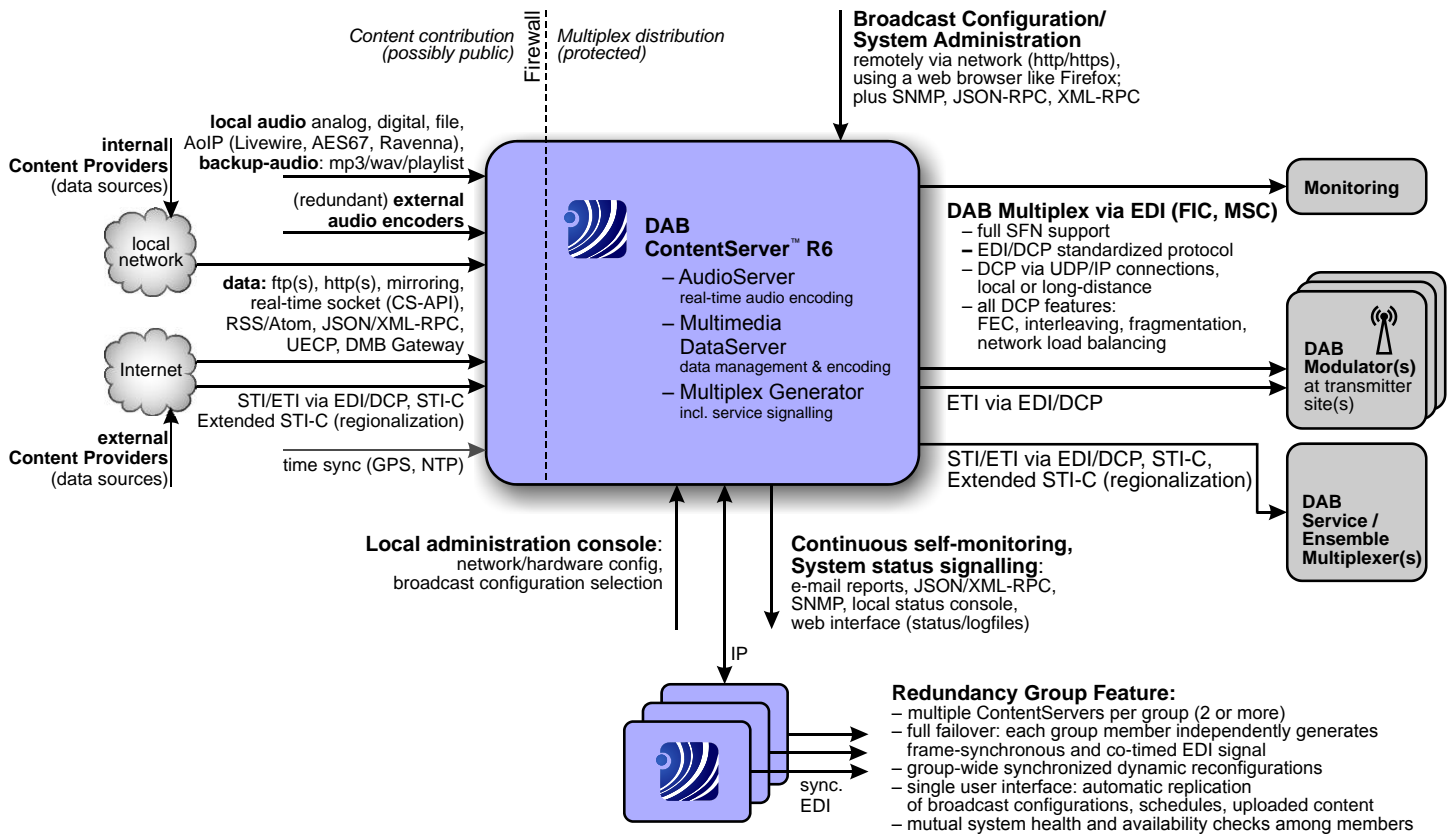 Content contribution
(possibly public)
Firewall
Multiplex distribution
(protected)
Broadcast Configuration/
System Administration
remotely via network (http/https),
using a web browser like Firefox;
plus SNMP, JSON-RPC, XML-RPC
internal
Content Providers
(data sources)
local
network
Internet
external
Content Providers
(data sources)
local audio analog, digital, file,
AoIP (Livewire, AES67, Ravenna),
backup-audio: mp3/wav/playlist
(redundant) external
audio encoders
data: ftp(s), http(s), mirroring,
real-time socket (CS-API),
RSS/Atom, JSON/XML-RPC,
UECP, DMB Gateway
STI/ETI via EDI/DCP, STI-C
Extended STI-C (regionalization)
time sync (GPS, NTP)
DAB
ContentServer™ R6
– AudioServer
real-time audio encoding
– Multimedia
DataServer
data management & encoding
– Multiplex Generator
incl. service signalling
Monitoring
DAB Multiplex via EDI (FIC, MSC)
– full SFN support
– EDI/DCP standardized protocol
– DCP via UDP/IP connections,
local or long-distance
– all DCP features:
FEC, interleaving, fragmentation,
network load balancing
ETI via EDI/DCP
DAB
Modulator(s)
at transmitter
site(s)
STI/ETI via EDI/DCP, STI-C,
Extended STI-C (regionalization)
DAB
Service /
Ensemble
Multiplexer(s)
Local administration console:
network/hardware config,
broadcast configuration selection
Continuous self-monitoring,
System status signalling:
e-mail reports, JSON/XML-RPC,
SNMP, local status console,
web interface (status/logfiles)
IP
sync.
EDI
Redundancy Group Feature:
– multiple ContentServers per group (2 or more)
– full failover: each group member independently generates
frame-synchronous and co-timed EDI signal
– group-wide synchronized dynamic reconfigurations
– single user interface: automatic replication
of broadcast configurations, schedules, uploaded content
– mutual system health and availability checks among members